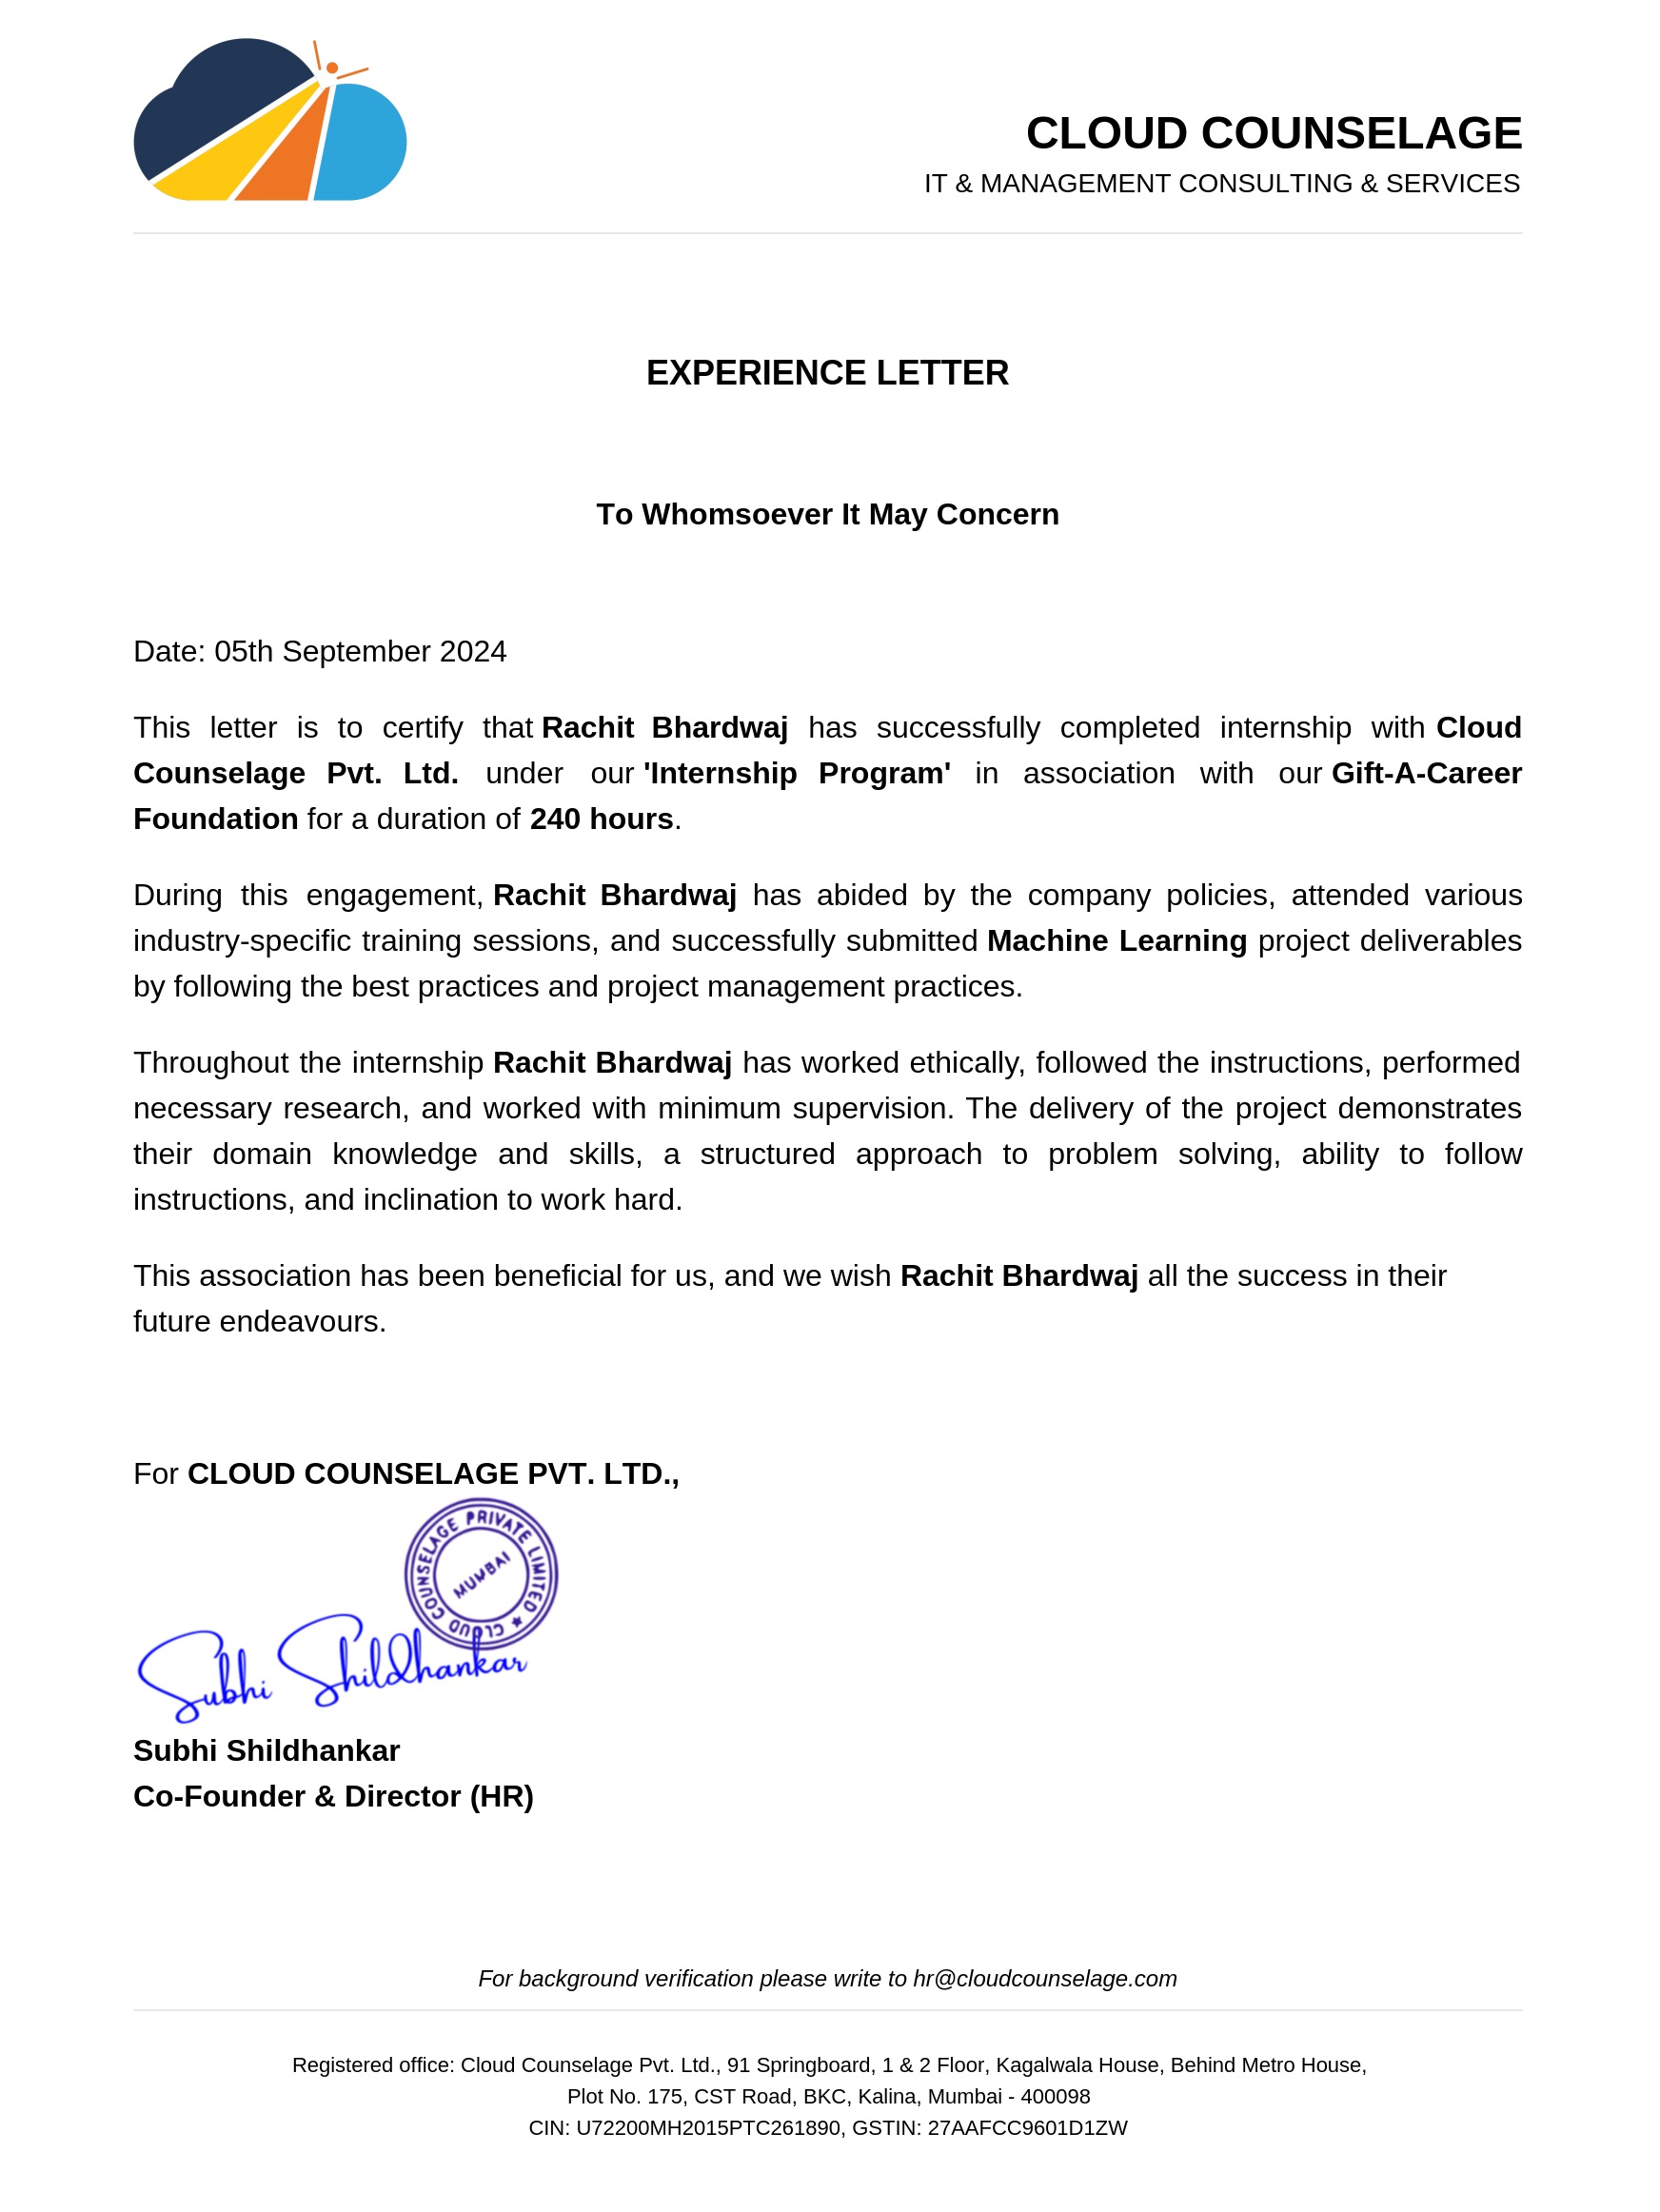 CLOUD COUNSELAGE
IT & MANAGEMENT CONSULTING & SERVICES
EXPERIENCE LETTER
To Whomsoever It May Concern
Date: 05th September 2024
This letter is to certify that Rachit Bhardwaj has successfully completed internship with Cloud
Counselage Pvt. Ltd. under our 'Internship Program' in association with our Gift-A-Career
Foundation for a duration of 240 hours.
During this engagement, Rachit Bhardwaj has abided by the company policies, attended various
industry-specific training sessions, and successfully submitted Machine Learning project deliverables
by following the best practices and project management practices.
Throughout the internship Rachit Bhardwaj has worked ethically, followed the instructions, performed
necessary research, and worked with minimum supervision. The delivery of the project demonstrates
their domain knowledge and skills, a structured approach to problem solving, ability to follow
instructions, and inclination to work hard.
This association has been beneficial for us, and we wish Rachit Bhardwaj all the success in their
future endeavours.
For CLOUD COUNSELAGE PVT. LTD.,
CLOUD COUNSELAGE PRIVATE LIMITED ★
MUMBAI
Subhi Shildhankar
Subhi Shildhankar
Co-Founder & Director (HR)
For background verification please write to hr@cloudcounselage.com
Registered office: Cloud Counselage Pvt. Ltd., 91 Springboard, 1 & 2 Floor, Kagalwala House, Behind Metro House,
Plot No. 175, CST Road, BKC, Kalina, Mumbai - 400098
CIN: U72200MH2015PTC261890, GSTIN: 27AAFCC9601D1ZW